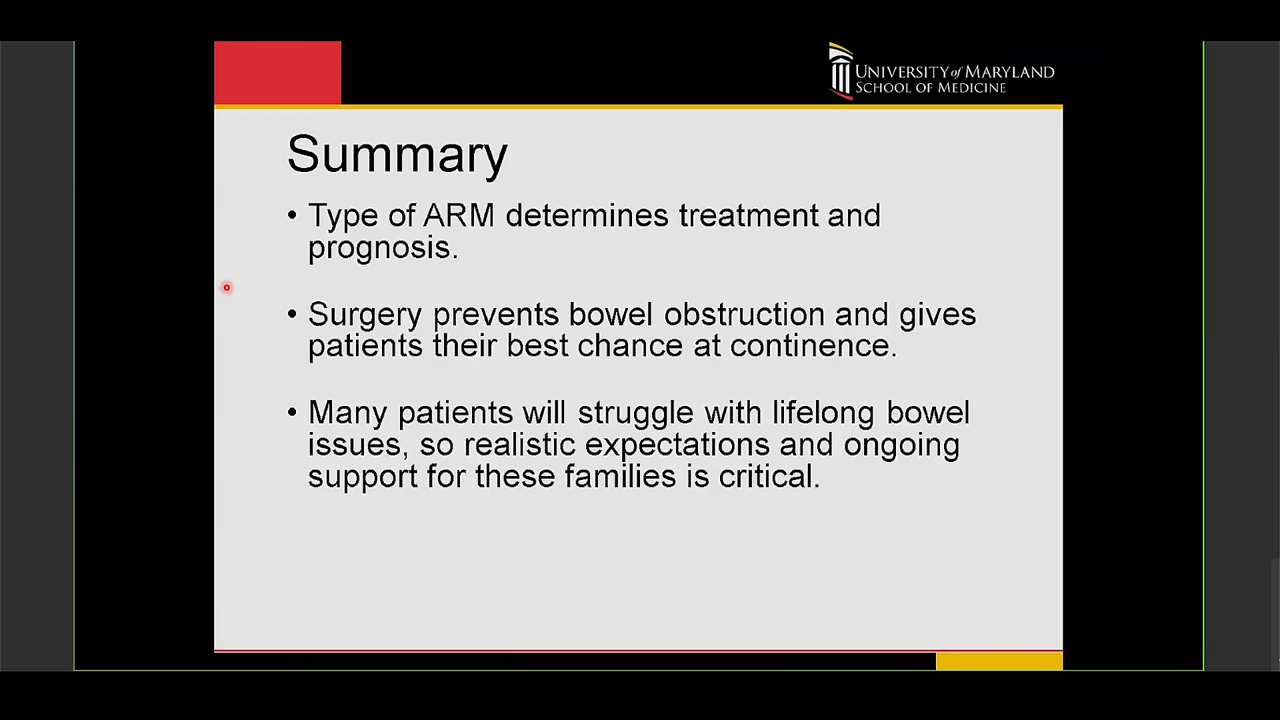 UNIVERSITY of MARYLAND
SCHOOL OF MEDICINE
Summary
• Type of ARM determines treatment and
prognosis.
• Surgery prevents bowel obstruction and gives
patients their best chance at continence.
• Many patients will struggle with lifelong bowel
issues, so realistic expectations and ongoing
support for these families is critical.